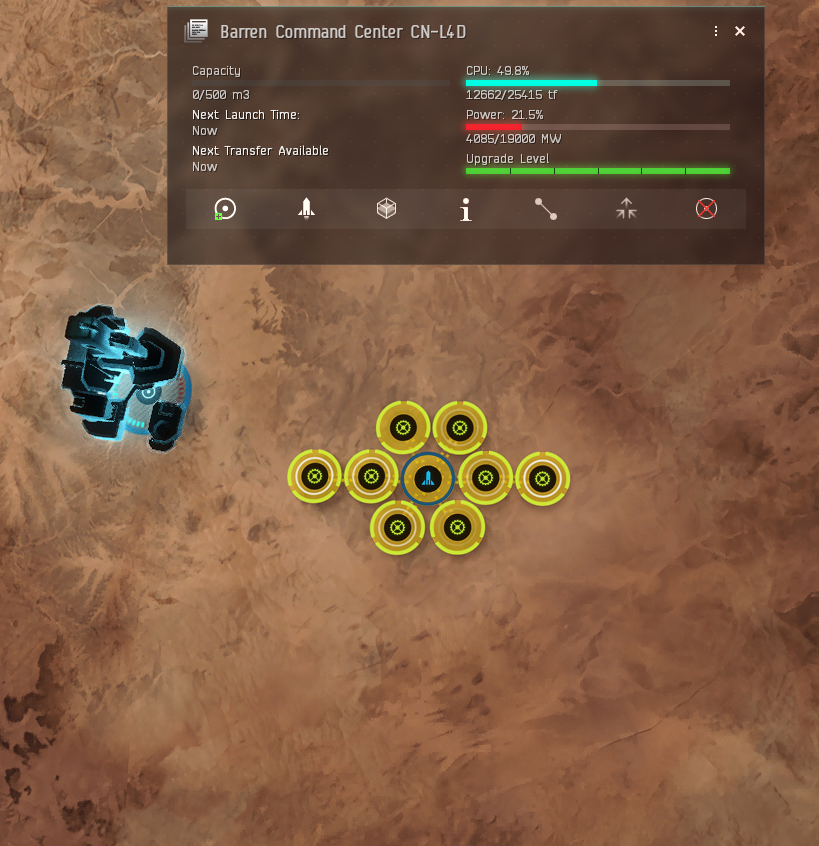 Barren Command Center CN-L4D
Capacity
0/500 m3
Next Launch Time:
Now
Next Transfer Available
Now
CPU: 49.8%
12662/25415 tf
Power: 21.5%
4085/19000 MW
Upgrade Level